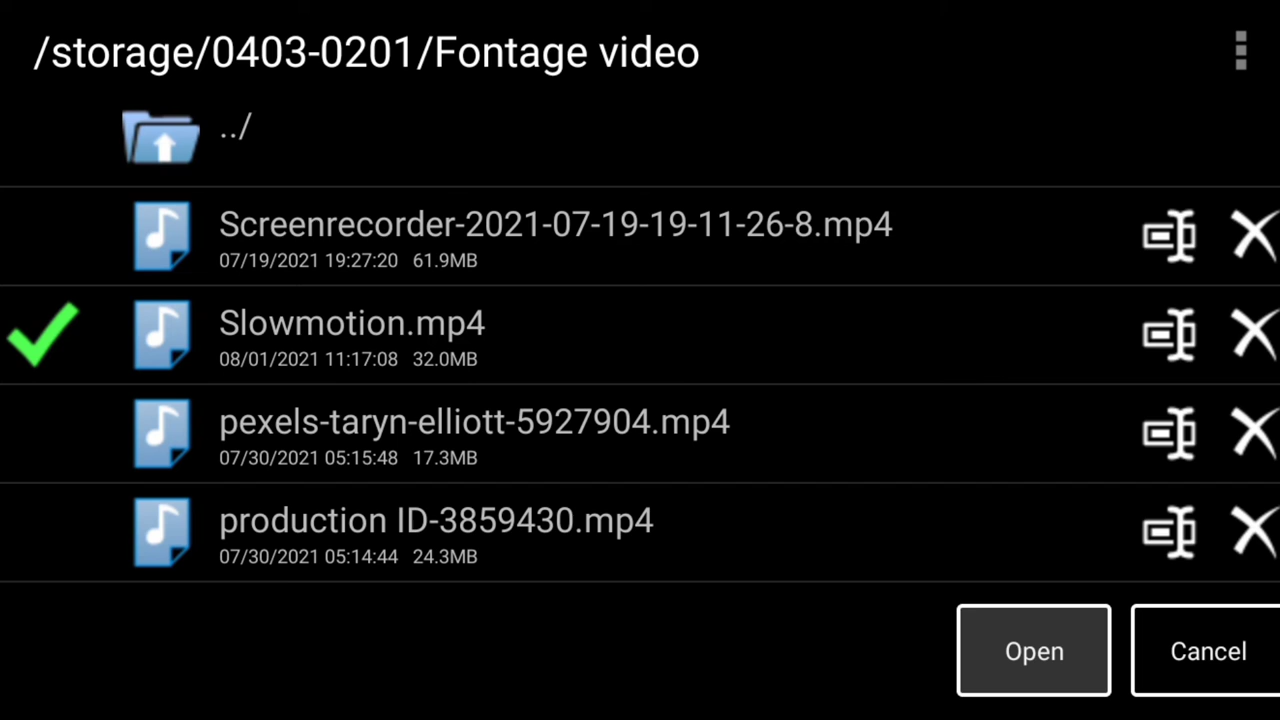 /storage/0403-0201/Fontage video
../
Screenrecorder-2021-07-19-19-11-26-8.mp4
07/19/2021 19:27:20 61.9MB
Slowmotion.mp4
08/01/2021 11:17:08 32.0MB
pexels-taryn-elliott-5927904.mp4
07/30/2021 05:15:48 17.3MB
production ID-3859430.mp4
07/30/2021 05:14:44 24.3MB
Open Cancel